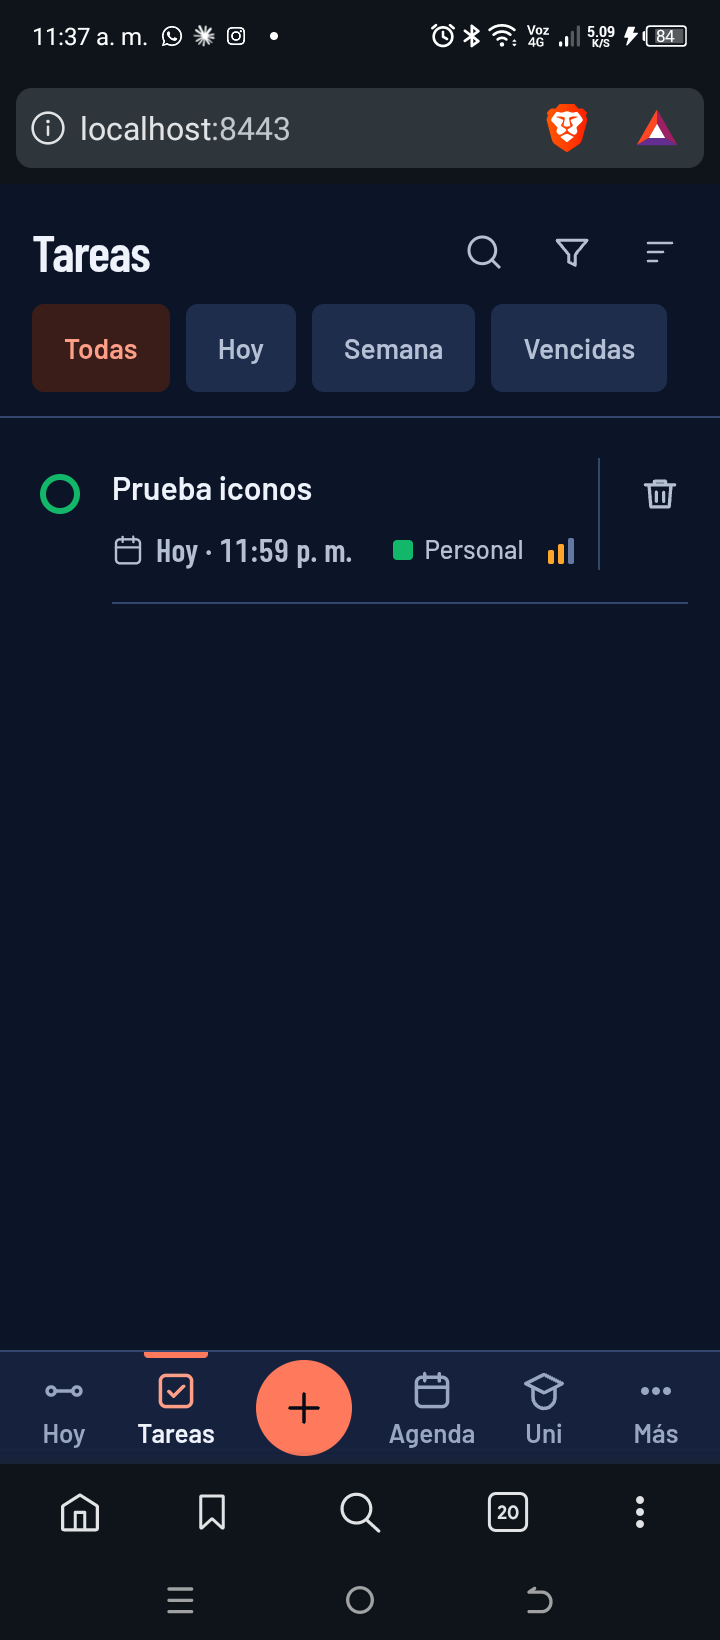 11:37 a. m.
Voz 4G
5.09 K/S
84
localhost:8443
Tareas
Todas Hoy Semana Vencidas
Prueba iconos
Hoy · 11:59 p. m. Personal
Hoy Tareas Agenda Uni Más
20